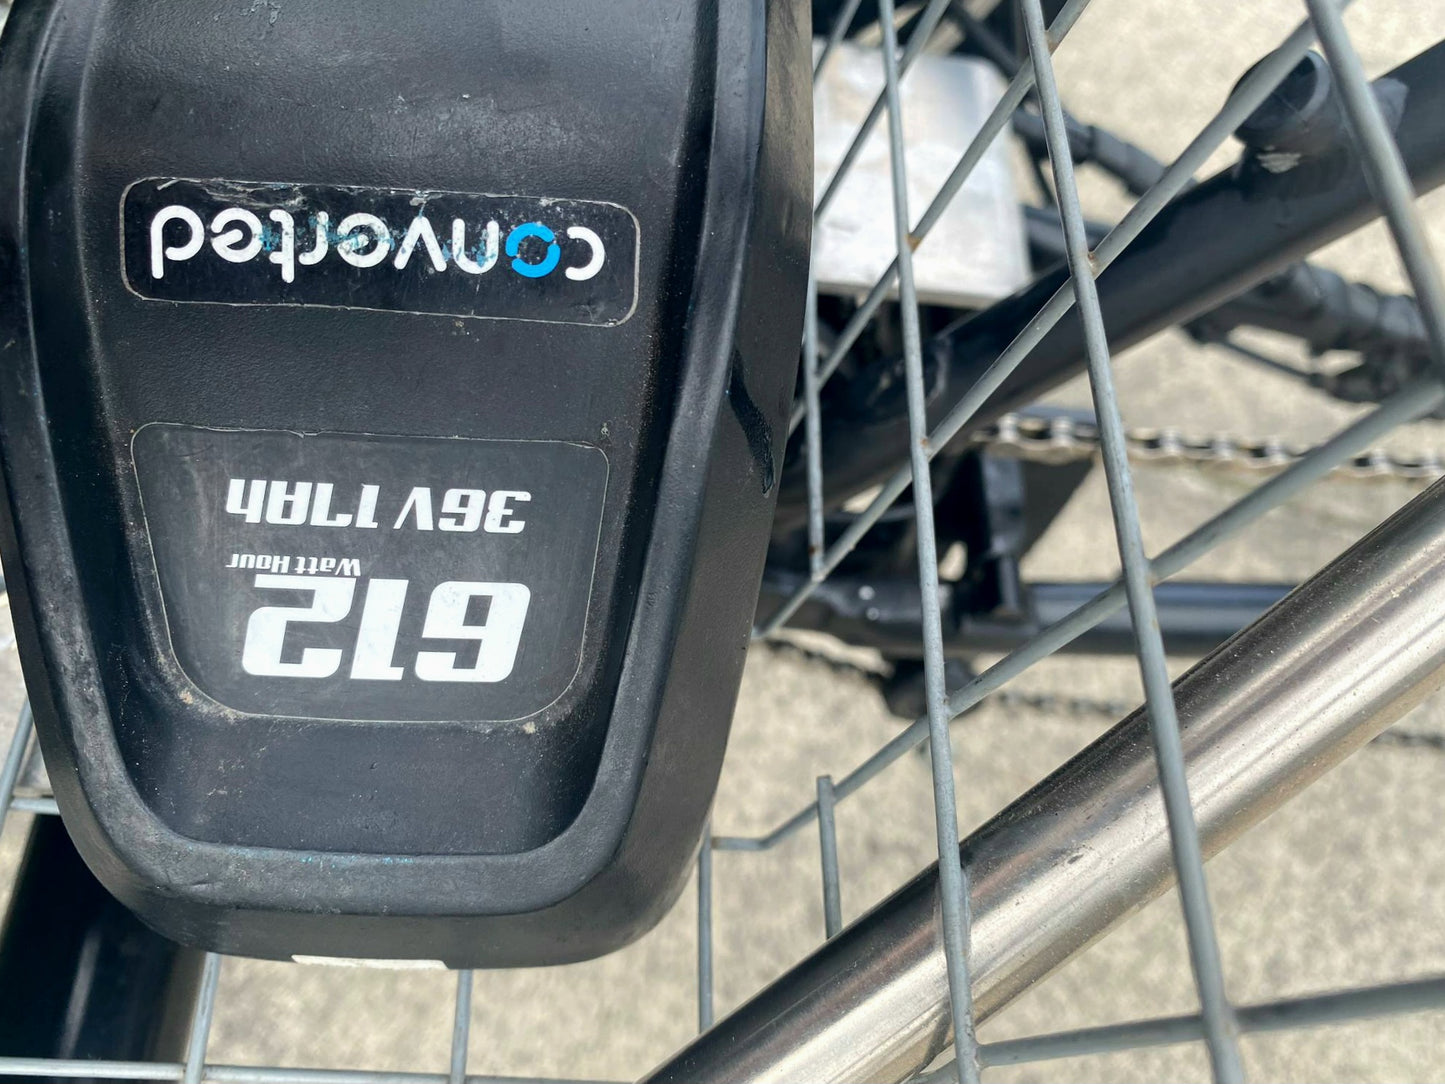 612
Watt Hour
36V 17Ah
converted